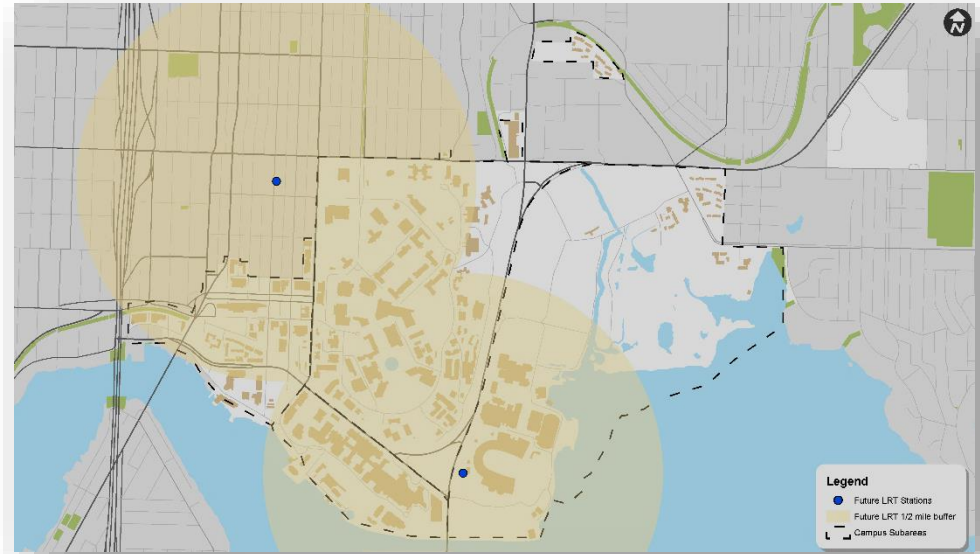 N
Legend
Future LRT Stations
Future LRT 1/2 mile buffer
Campus Subareas